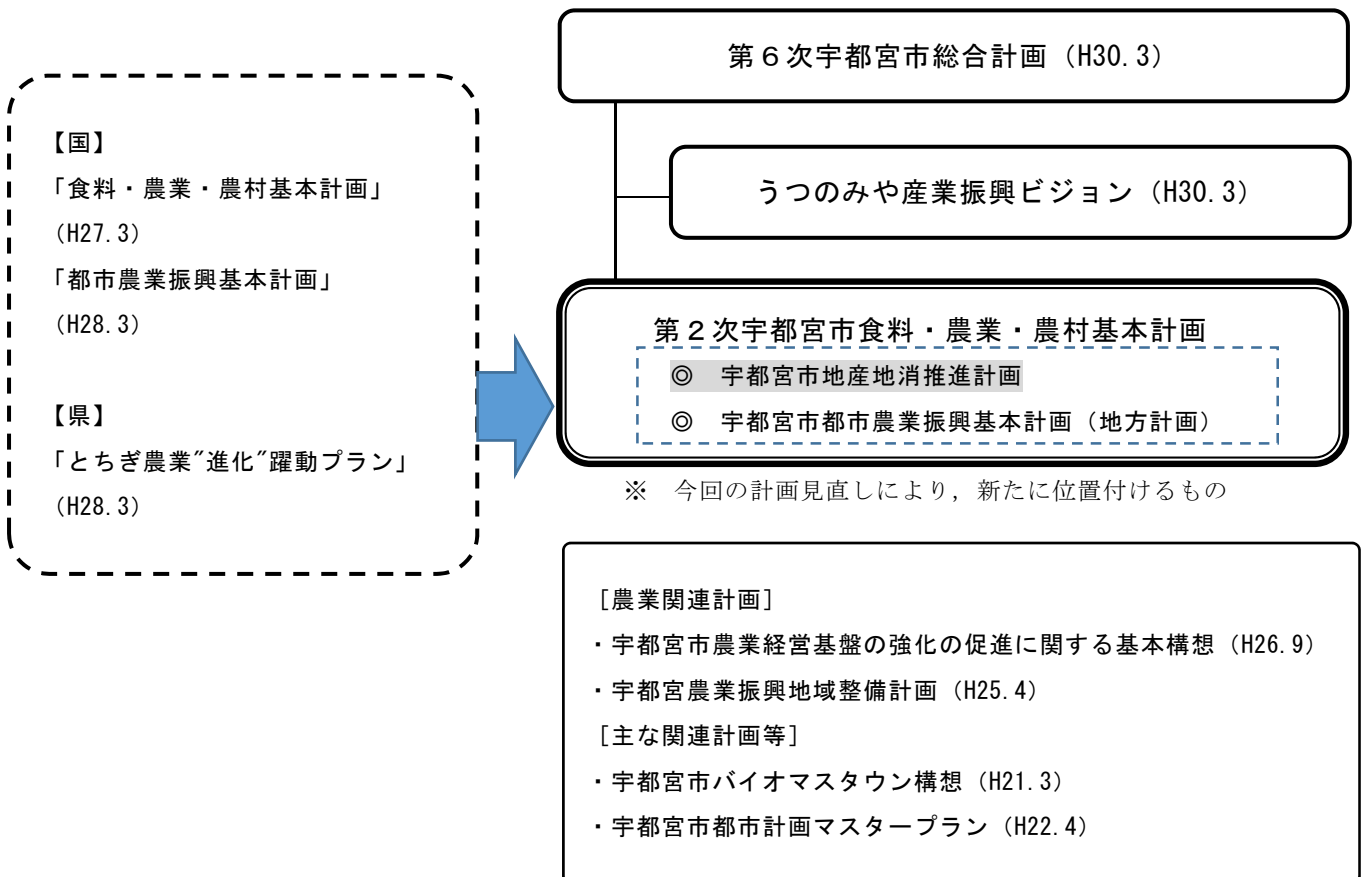 第６次宇都宮市総合計画（H30.3）
【国】
「食料・農業・農村基本計画」
（H27.3）
「都市農業振興基本計画」
（H28.3）
【県】
「とちぎ農業″進化″躍動プラン」
（H28.3）
うつのみや産業振興ビジョン（H30.3）
第２次宇都宮市食料・農業・農村基本計画
◎　宇都宮市地産地消推進計画
◎　宇都宮市都市農業振興基本計画（地方計画）
※　今回の計画見直しにより，新たに位置付けるもの
［農業関連計画］
・宇都宮市農業経営基盤の強化の促進に関する基本構想（H26.9）
・宇都宮農業振興地域整備計画（H25.4）
［主な関連計画等］
・宇都宮市バイオマスタウン構想（H21.3）
・宇都宮市都市計画マスタープラン（H22.4）